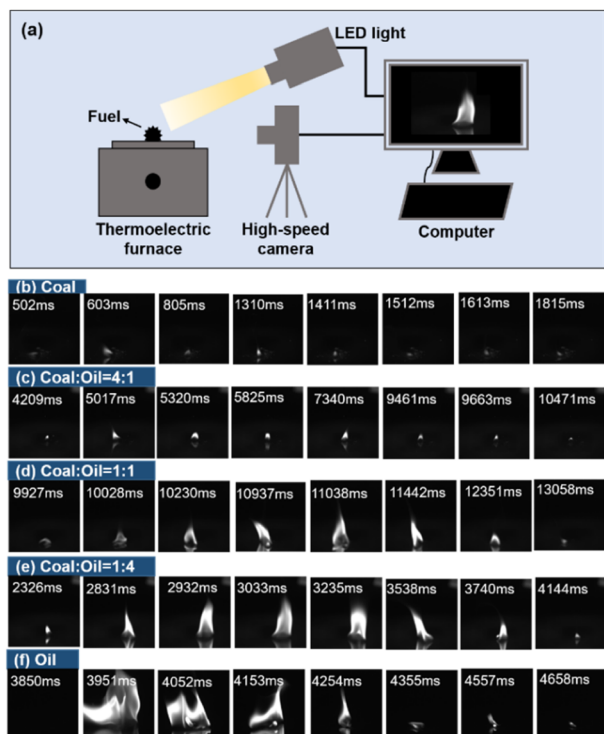 (a)
LED light
Fuel
Thermoelectric
furnace
High-speed
camera
Computer
(b) Coal
502ms 603ms 805ms 1310ms 1411ms 1512ms 1613ms 1815ms
(c) Coal:Oil=4:1
4209ms 5017ms 5320ms 5825ms 7340ms 9461ms 9663ms 10471ms
(d) Coal:Oil=1:1
9927ms 10028ms 10230ms 10937ms 11038ms 11442ms 12351ms 13058ms
(e) Coal:Oil=1:4
2326ms 2831ms 2932ms 3033ms 3235ms 3538ms 3740ms 4144ms
(f) Oil
3850ms 3951ms 4052ms 4153ms 4254ms 4355ms 4557ms 4658ms